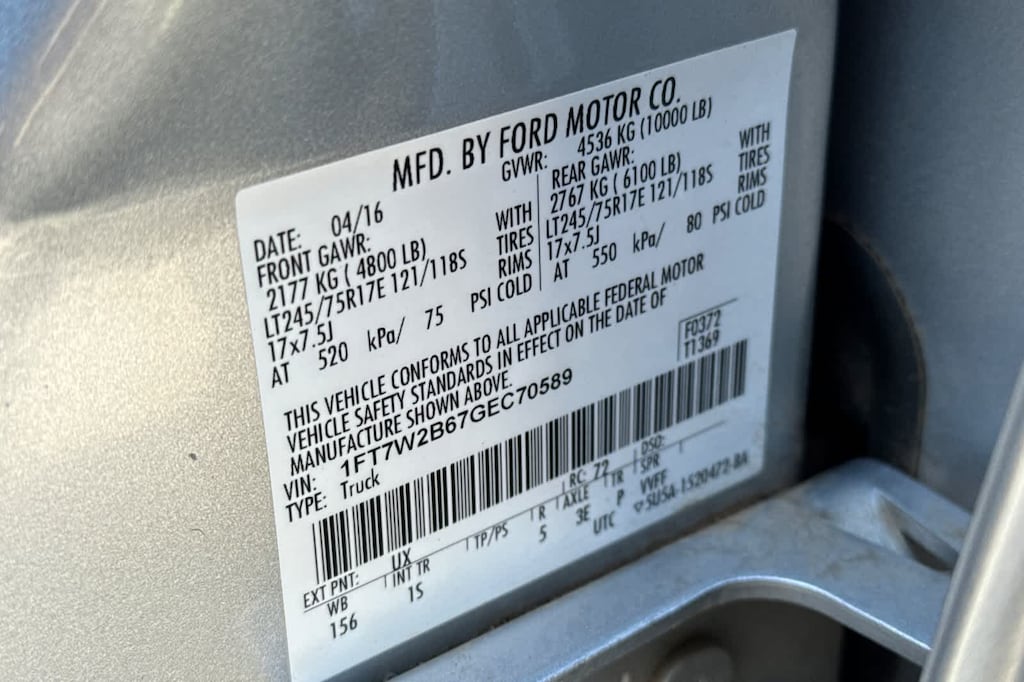 MFD. BY FORD MOTOR CO.
DATE: 04/16
GVWR: 4536 KG (10000 LB)
FRONT GAWR:
2177 KG ( 4800 LB) WITH
LT245/75R17E 121/118S TIRES
17x7.5J RIMS
AT 520 kPa/ 75 PSI COLD
REAR GAWR:
2767 KG ( 6100 LB) WITH
LT245/75R17E 121/118S TIRES
17x7.5J RIMS
AT 550 kPa/ 80 PSI COLD
THIS VEHICLE CONFORMS TO ALL APPLICABLE FEDERAL MOTOR
VEHICLE SAFETY STANDARDS IN EFFECT ON THE DATE OF
MANUFACTURE SHOWN ABOVE.
F0372
T1369
VIN: 1FT7W2B67GEC70589
TYPE: Truck
EXT PNT: UX RC: 72 DSO:
WB INT TR TP/PS R AXLE TR SPR
156 1S 5 3E P VVFF
UTC ▽5U5A-1520472-BA